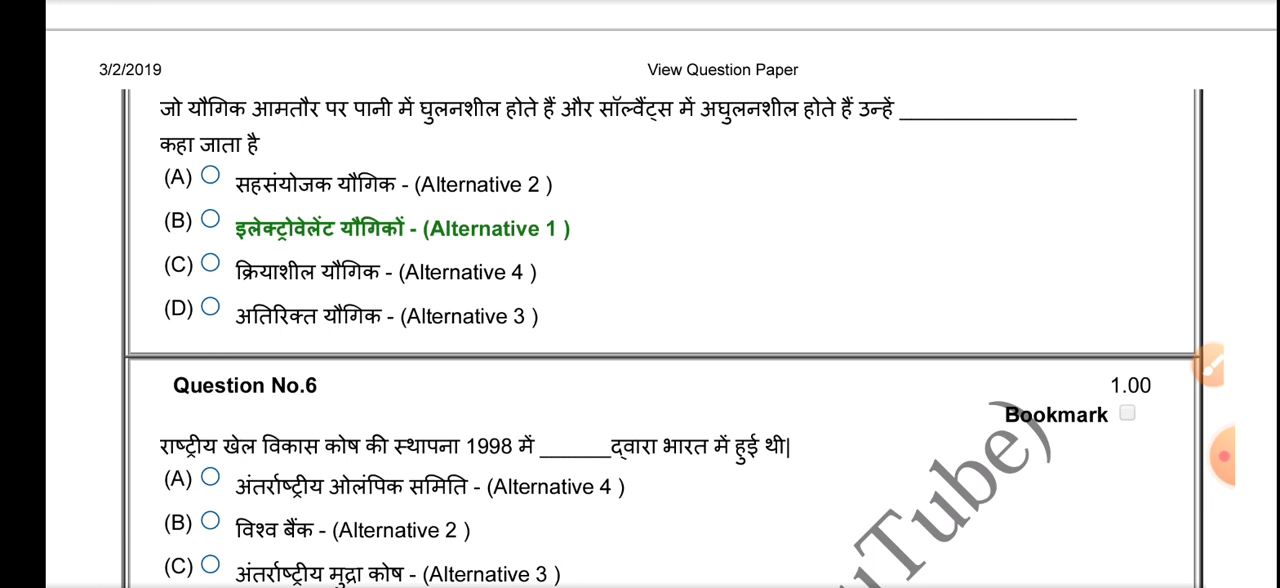 3/2/2019 View Question Paper
जो यौगिक आमतौर पर पानी में घुलनशील होते हैं और सॉल्वैंट्स में अघुलनशील होते हैं उन्हें ________________
कहा जाता है
(A) सहसंयोजक यौगिक - (Alternative 2 )
(B) इलेक्ट्रोवेलेंट यौगिकों - (Alternative 1 )
(C) क्रियाशील यौगिक - (Alternative 4 )
(D) अतिरिक्त यौगिक - (Alternative 3 )
Question No.6 1.00
Bookmark
राष्ट्रीय खेल विकास कोष की स्थापना 1998 में ______द्वारा भारत में हुई थी|
(A) अंतर्राष्ट्रीय ओलंपिक समिति - (Alternative 4 )
(B) विश्व बैंक - (Alternative 2 )
(C) अंतर्राष्ट्रीय मुद्रा कोष - (Alternative 3 )
uTube)